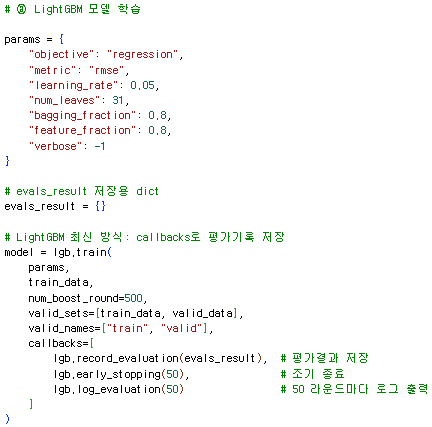 # ⑧ LightGBM 모델 학습
params = {
    "objective": "regression",
    "metric": "rmse",
    "learning_rate": 0.05,
    "num_leaves": 31,
    "bagging_fraction": 0.8,
    "feature_fraction": 0.8,
    "verbose": -1
}
# evals_result 저장용 dict
evals_result = {}
# LightGBM 최신 방식: callbacks로 평가기록 저장
model = lgb.train(
    params,
    train_data,
    num_boost_round=500,
    valid_sets=[train_data, valid_data],
    valid_names=["train", "valid"],
    callbacks=[
        lgb.record_evaluation(evals_result),  # 평가결과 저장
        lgb.early_stopping(50),               # 조기 종료
        lgb.log_evaluation(50)                # 50 라운드마다 로그 출력
    ]
)